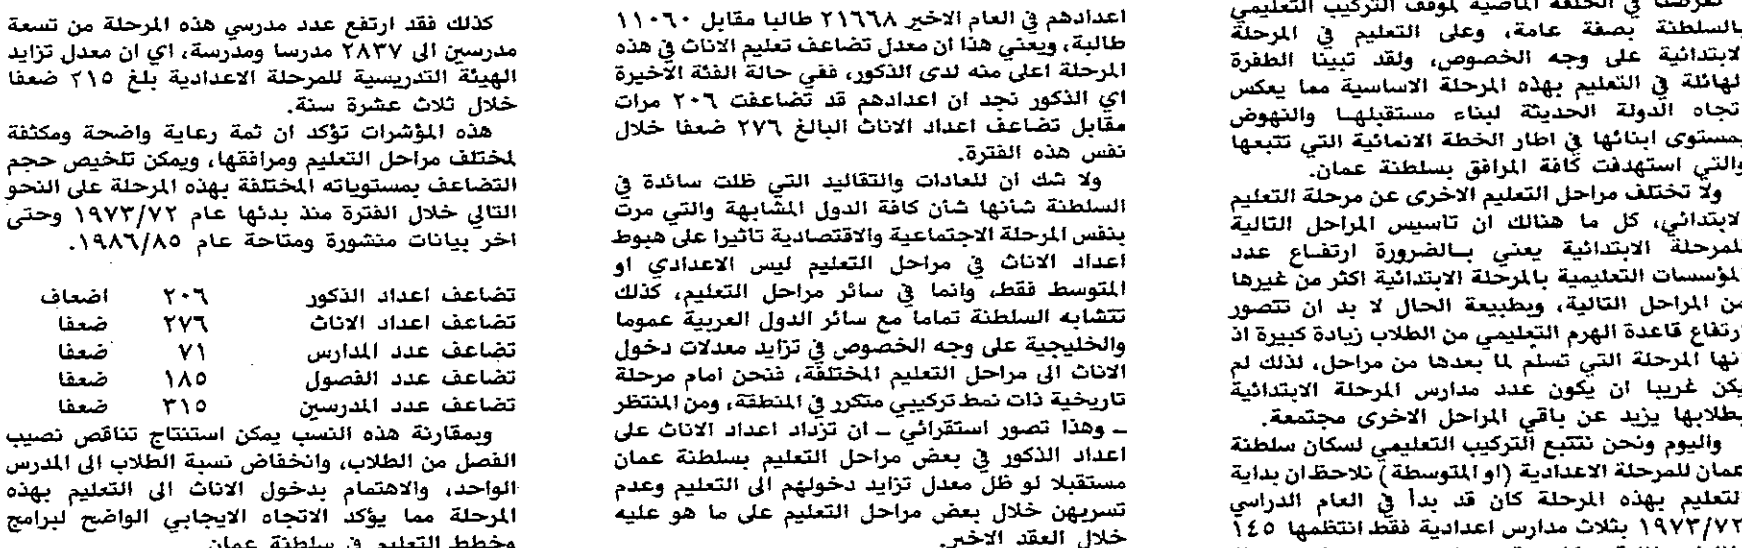 تعرضنا في الحلقة الماضية لموقف التركيب التعليمي
بالسلطنة بصفة عامة، وعلى التعليم في المرحلة
الابتدائية على وجه الخصوص، ولقد تبينا الطفرة
الهائلة في التعليم بهذه المرحلة الاساسية مما يعكس
اتجاه الدولة الحديثة لبناء مستقبلهـا والنهوض
بمستوى ابنائها في اطار الخطة الانمائية التي تتبعها
والتي استهدفت كافة المرافق بسلطنة عمان.
ولا تختلف مراحل التعليم الاخرى عن مرحلة التعليم
الابتدائي، كل ما هنالك ان تاسيس المراحل التالية
للمرحلة الابتدائية يعني بـالضرورة ارتفـاع عدد
المؤسسات التعليمية بالمرحلة الابتدائية اكثر من غيرها
من المراحل التالية، وبطبيعة الحال لا بد ان نتصور
ارتفاع قاعدة الهرم التعليمي من الطلاب زيادة كبيرة اذ
انها المرحلة التي تسلم لما بعدها من مراحل، لذلك لم
يكن غريبا ان يكون عدد مدارس المرحلة الابتدائية
بطلابها يزيد عن باقي المراحل الاخرى مجتمعة.
واليوم ونحن نتتبع التركيب التعليمي لسكان سلطنة
عمان للمرحلة الاعدادية (او المتوسطة) نلاحظ ان بداية
التعليم بهذه المرحلة كان قد بدأ في العام الدراسي
١٩٧٣/٧٢ بثلاث مدارس اعدادية فقط انتظمها ١٤٥
اعدادهم في العام الاخير ٢١٦٦٨ طالبا مقابل ١١٠٦٠
طالبة، ويعني هذا ان معدل تضاعف تعليم الاناث في هذه
المرحلة اعلى منه لدى الذكور، ففي حالة الفئة الاخيرة
اي الذكور نجد ان اعدادهم قد تضاعفت ٢٠٦ مرات
مقابل تضاعف اعداد الاناث البالغ ٢٧٦ ضعفا خلال
نفس هذه الفترة.
ولا شك ان للعادات والتقاليد التي ظلت سائدة في
السلطنة شأنها شأن كافة الدول المشابهة والتي مرت
بنفس المرحلة الاجتماعية والاقتصادية تاثيرا على هبوط
اعداد الاناث في مراحل التعليم ليس الاعدادي او
المتوسط فقط، وانما في سائر مراحل التعليم، كذلك
تتشابه السلطنة تماما مع سائر الدول العربية عموما
والخليجية على وجه الخصوص في تزايد معدلات دخول
الاناث الى مراحل التعليم المختلفة، فنحن امام مرحلة
تاريخية ذات نمط تركيبي متكرر في المنطقة، ومن المنتظر
ـ وهذا تصور استقرائي ـ ان تزداد اعداد الاناث على
اعداد الذكور في بعض مراحل التعليم بسلطنة عمان
مستقبلا لو ظل معدل تزايد دخولهم الى التعليم وعدم
تسربهن خلال بعض مراحل التعليم على ما هو عليه
خلال العقد الاخير.
كذلك فقد ارتفع عدد مدرسي هذه المرحلة من تسعة
مدرسين الى ٢٨٣٧ مدرسا ومدرسة، اي ان معدل تزايد
الهيئة التدريسية للمرحلة الاعدادية بلغ ٢١٥ ضعفا
خلال ثلاث عشرة سنة.
هذه المؤشرات تؤكد ان ثمة رعاية واضحة ومكثفة
لمختلف مراحل التعليم ومرافقها، ويمكن تلخيص حجم
التضاعف بمستوياته المختلفة بهذه المرحلة على النحو
التالي خلال الفترة منذ بدئها عام ١٩٧٣/٧٢ وحتى
اخر بيانات منشورة ومتاحة عام ١٩٨٦/٨٥.
تضاعف اعداد الذكور ٢٠٦ اضعاف
تضاعف اعداد الاناث ٢٧٦ ضعفا
تضاعف عدد المدارس ٧١ ضعفا
تضاعف عدد الفصول ١٨٥ ضعفا
تضاعف عدد المدرسين ٣١٥ ضعفا
وبمقارنة هذه النسب يمكن استنتاج تناقص نصيب
الفصل من الطلاب، وانخفاض نسبة الطلاب الى المدرس
الواحد، والاهتمام بدخول الاناث الى التعليم بهذه
المرحلة مما يؤكد الاتجاه الايجابي الواضح لبرامج
وخطط التعليم في سلطنة عمان